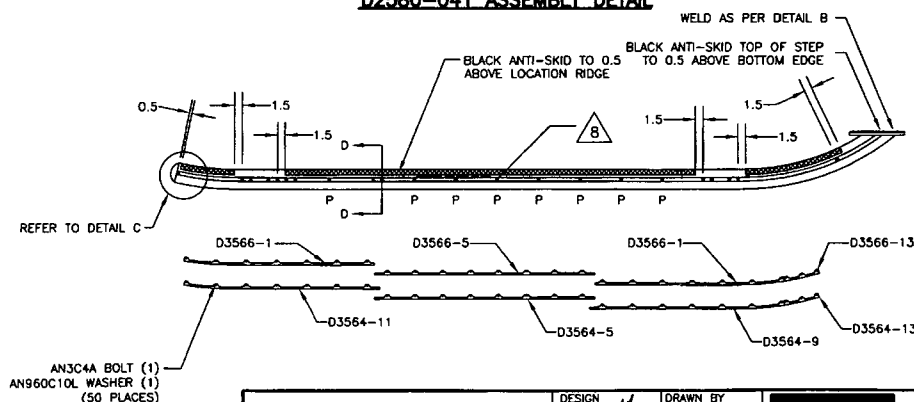 D2580-041 ASSEMBLY DETAIL
WELD AS PER DETAIL B
BLACK ANTI-SKID TO 0.5
ABOVE LOCATION RIDGE
BLACK ANTI-SKID TOP OF STEP
TO 0.5 ABOVE BOTTOM EDGE
0.5
1.5
1.5
1.5
1.5
1.5
8
D
D
P P P P P P P P
REFER TO DETAIL C
D3566-1
D3566-5
D3566-1
D3566-13
D3564-11
D3564-5
D3564-9
D3564-13
AN3C4A BOLT (1)
AN960C10L WASHER (1)
(50 PLACES)
DESIGN
DRAWN BY